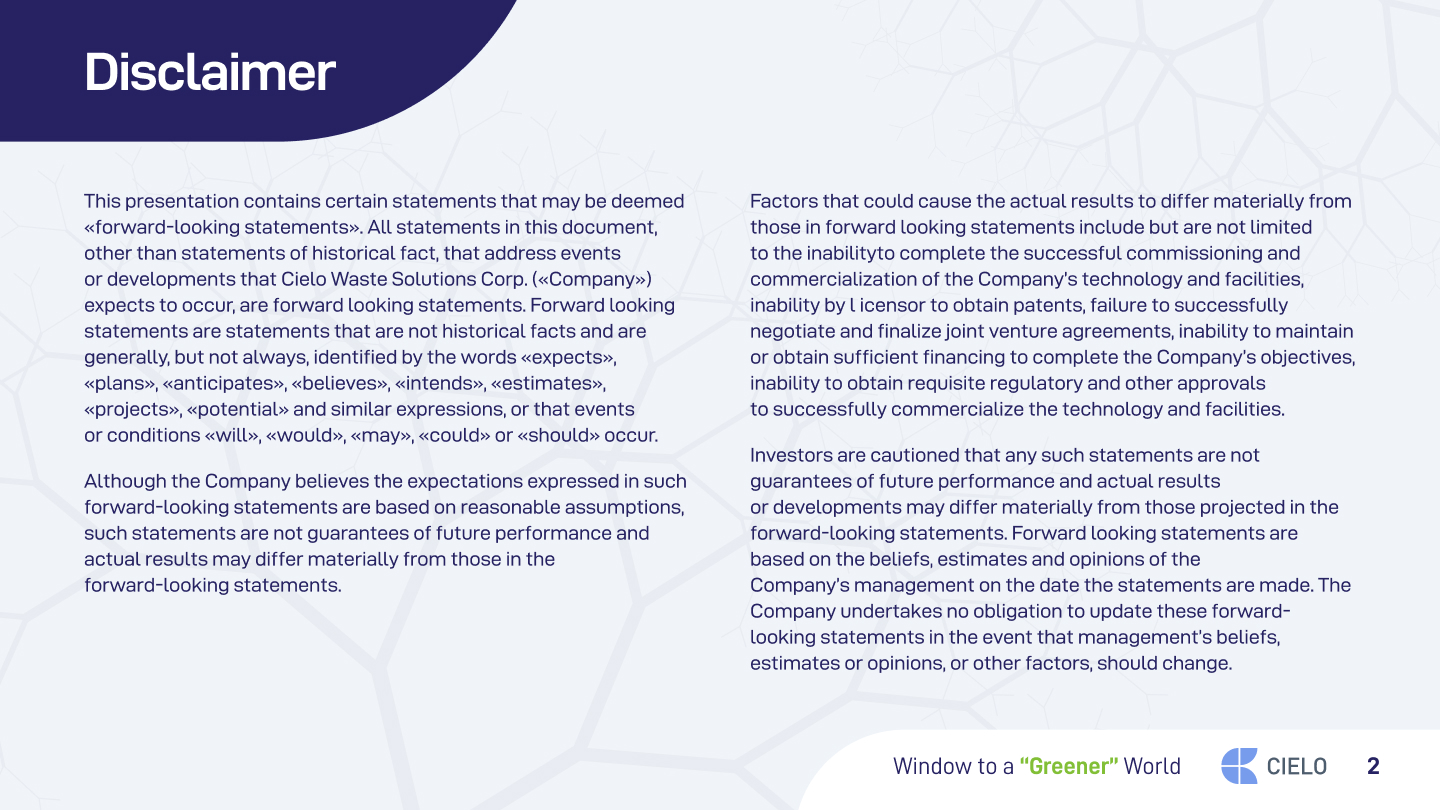 Disclaimer
This presentation contains certain statements that may be deemed
«forward-looking statements». All statements in this document,
other than statements of historical fact, that address events
or developments that Cielo Waste Solutions Corp. («Company»)
expects to occur, are forward looking statements. Forward looking
statements are statements that are not historical facts and are
generally, but not always, identified by the words «expects»,
«plans», «anticipates», «believes», «intends», «estimates»,
«projects», «potential» and similar expressions, or that events
or conditions «will», «would», «may», «could» or «should» occur.
Although the Company believes the expectations expressed in such
forward-looking statements are based on reasonable assumptions,
such statements are not guarantees of future performance and
actual results may differ materially from those in the
forward-looking statements.
Factors that could cause the actual results to differ materially from
those in forward looking statements include but are not limited
to the inabilityto complete the successful commissioning and
commercialization of the Company's technology and facilities,
inability by l icensor to obtain patents, failure to successfully
negotiate and finalize joint venture agreements, inability to maintain
or obtain sufficient financing to complete the Company's objectives,
inability to obtain requisite regulatory and other approvals
to successfully commercialize the technology and facilities.
Investors are cautioned that any such statements are not
guarantees of future performance and actual results
or developments may differ materially from those projected in the
forward-looking statements. Forward looking statements are
based on the beliefs, estimates and opinions of the
Company's management on the date the statements are made. The
Company undertakes no obligation to update these forward-
looking statements in the event that management's beliefs,
estimates or opinions, or other factors, should change.
Window to a “Greener” World
CIELO
2